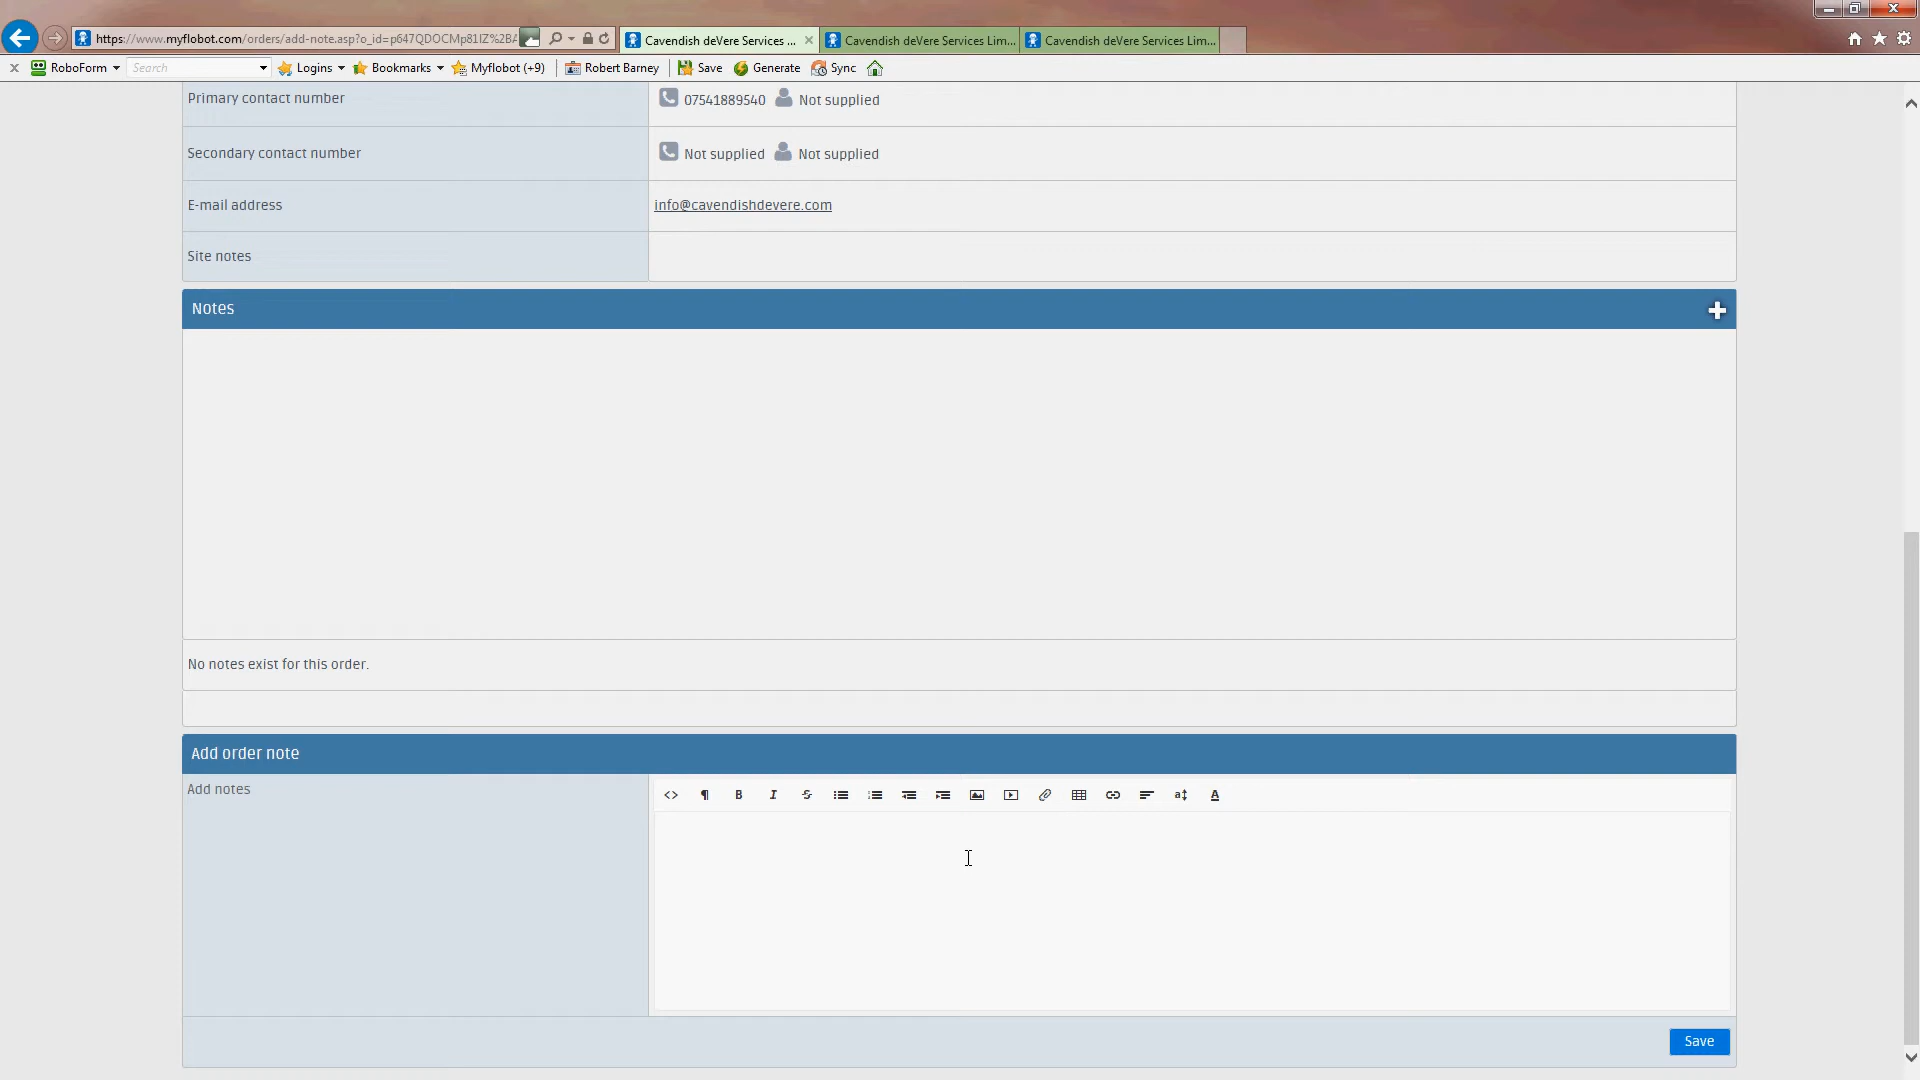 https://www.myflobot.com/orders/add-note.asp?o_id=p647QDOCMp81IZ%2BA
Cavendish deVere Services ...
Cavendish deVere Services Lim...
Cavendish deVere Services Lim...
RoboForm
Search
Logins
Bookmarks
Myflobot (+9)
Robert Barney
Save
Generate
Sync
Primary contact number
07541889540
Not supplied
Secondary contact number
Not supplied
Not supplied
E-mail address
info@cavendishdevere.com
Site notes
Notes
No notes exist for this order.
Add order note
Add notes
Save